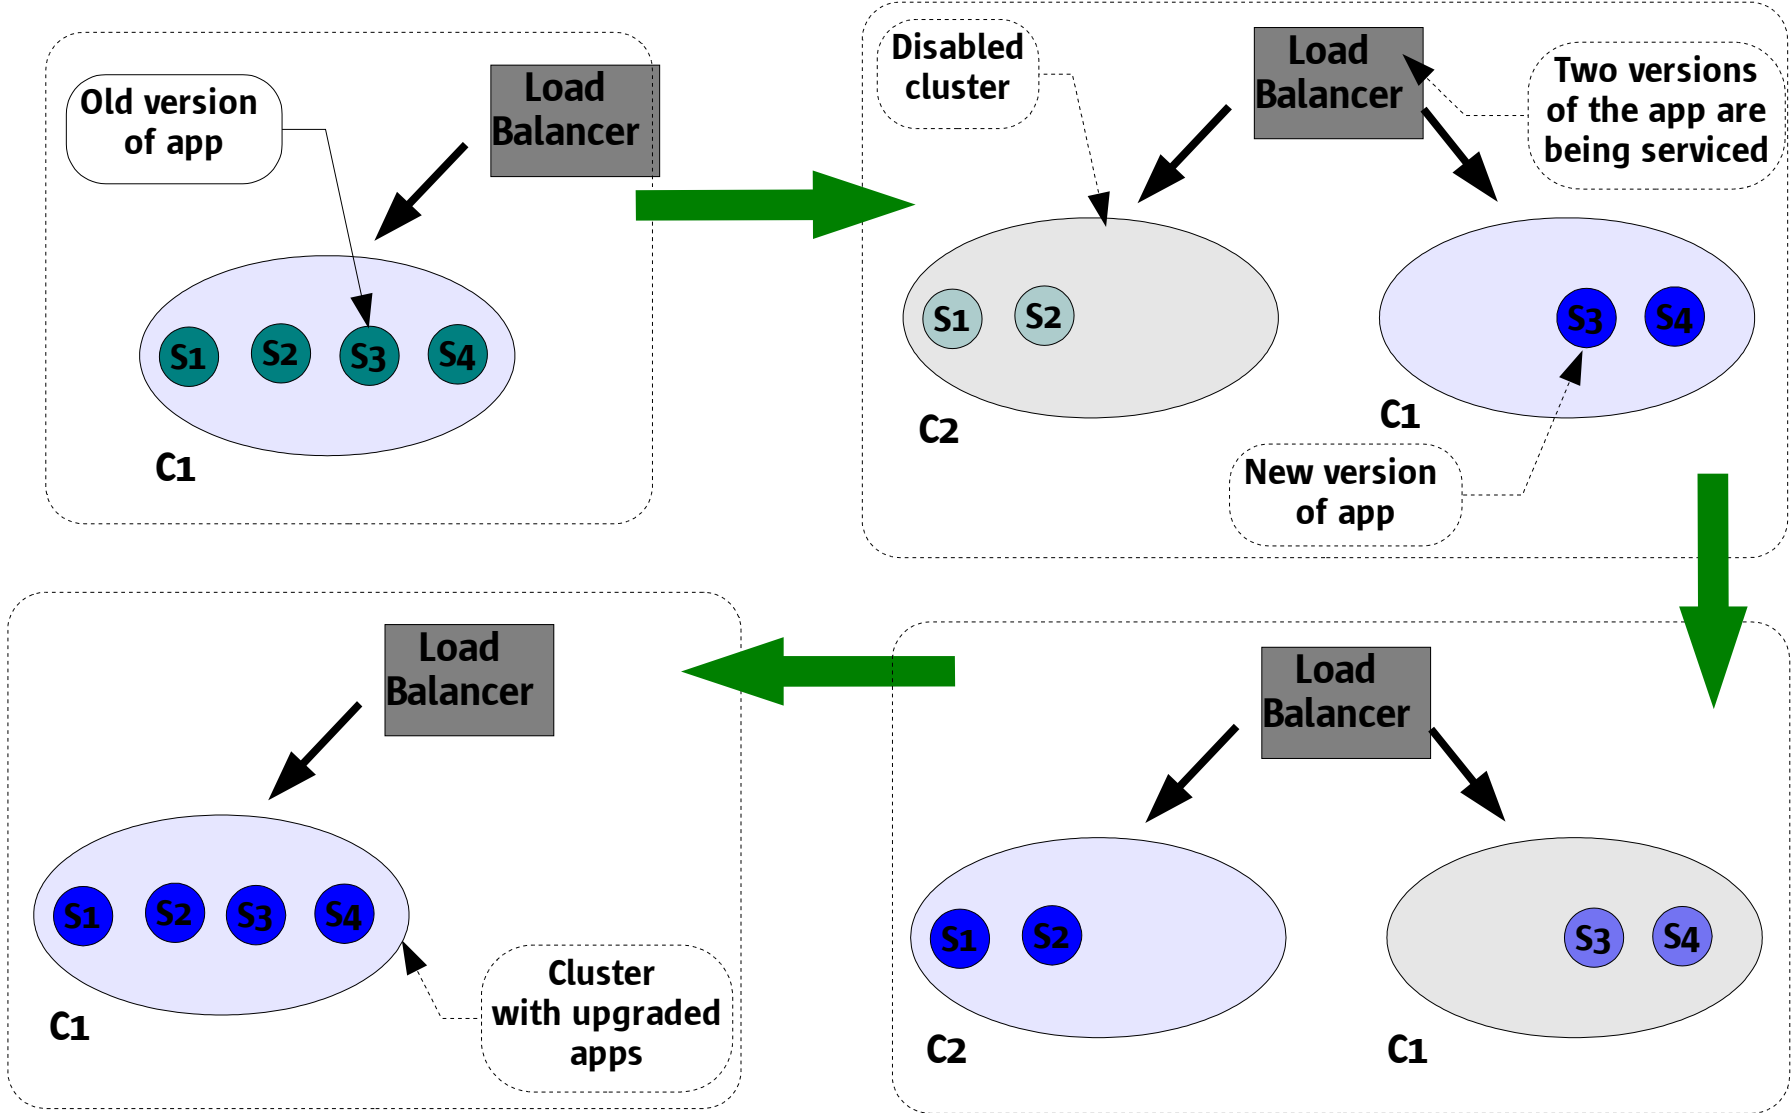 Old version
of app
Load
Balancer
S1
S2
S3
S4
C1
Disabled
cluster
Load
Balancer
Two versions
of the app are
being serviced
S1
S2
S3
S4
C2
C1
New version
of app
Load
Balancer
S1
S2
S3
S4
C2
C1
Load
Balancer
S1
S2
S3
S4
C1
Cluster
with upgraded
apps